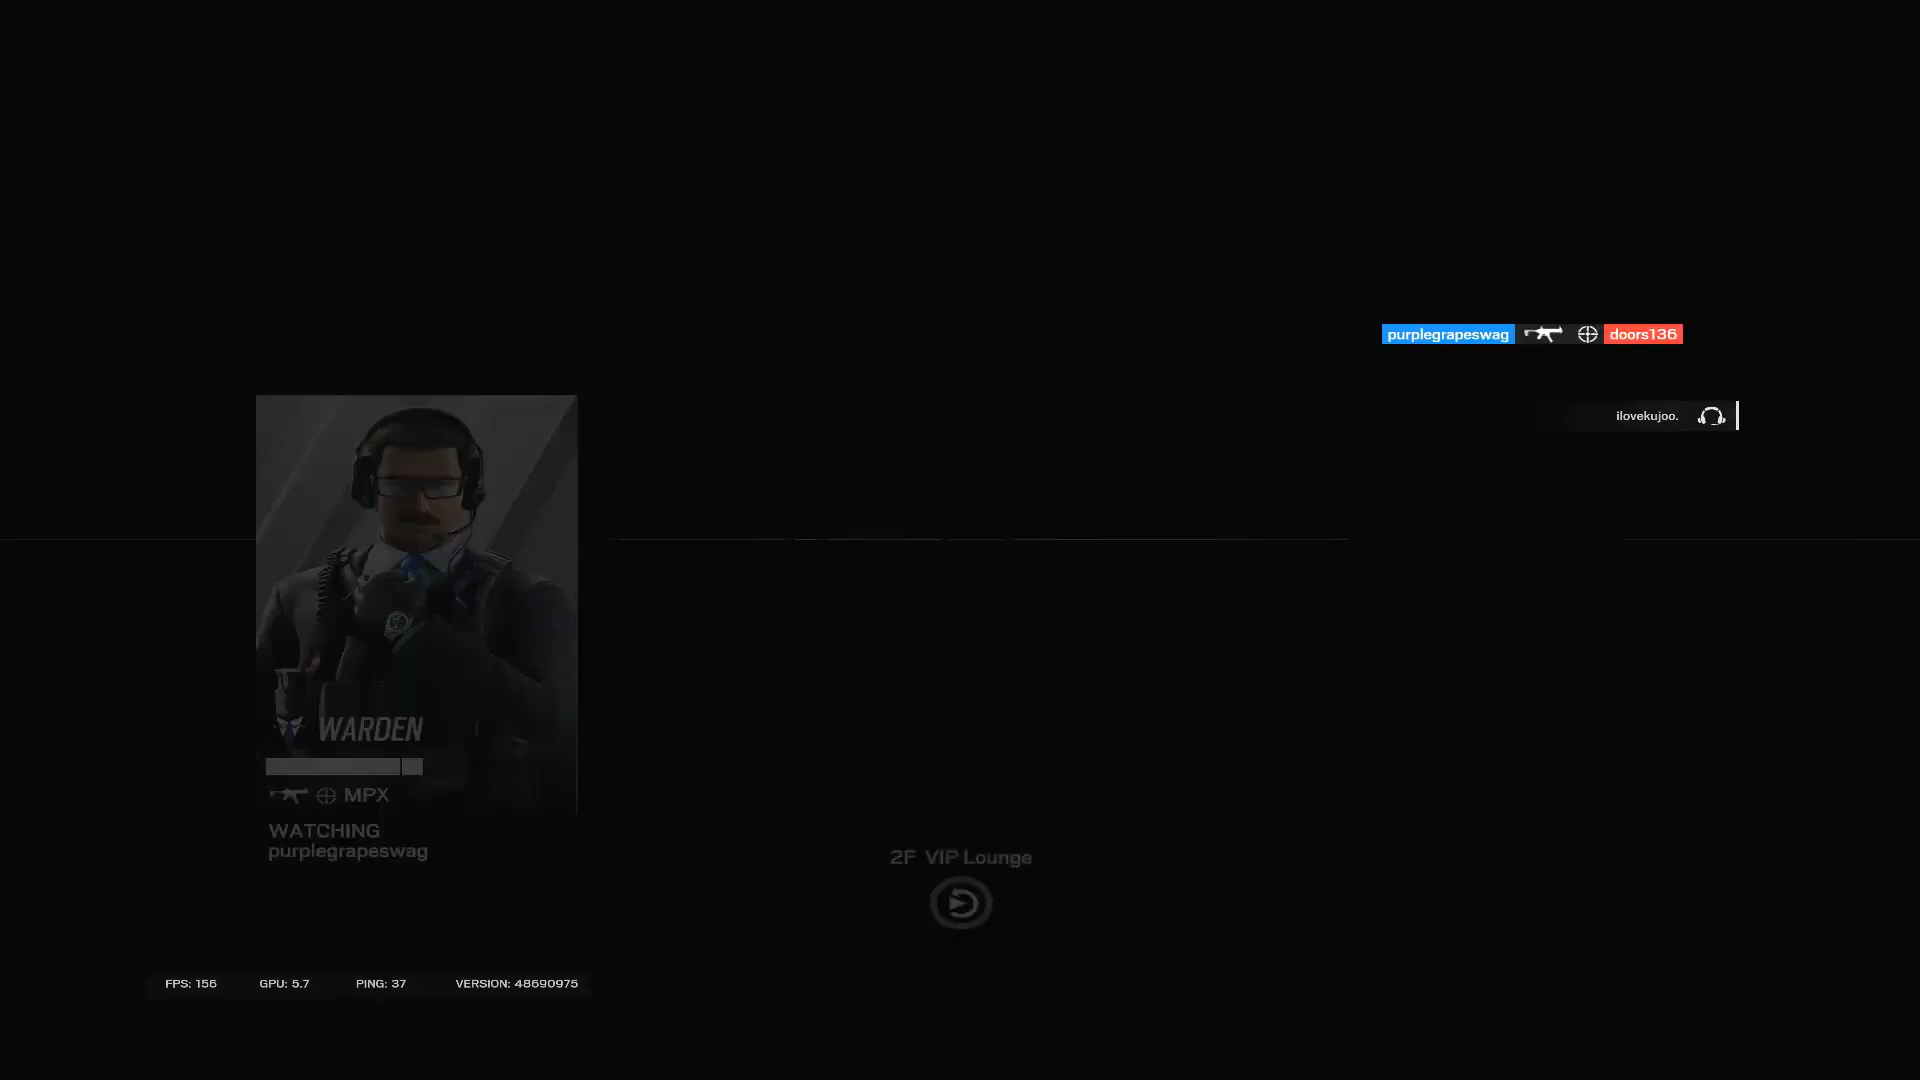 purplegrapeswag doors136
ilovekujoo.
WARDEN
MPX
WATCHING
purplegrapeswag
2F VIP Lounge
FPS: 156 GPU: 5.7 PING: 37 VERSION: 48690975